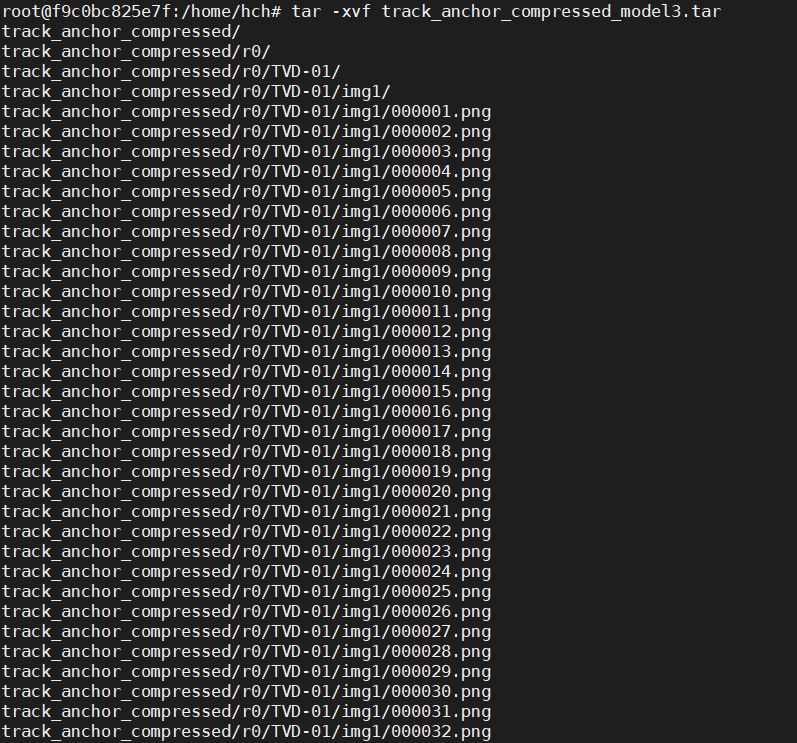 root@f9c0bc825e7f:/home/hch# tar -xvf track_anchor_compressed_model3.tar
track_anchor_compressed/
track_anchor_compressed/r0/
track_anchor_compressed/r0/TVD-01/
track_anchor_compressed/r0/TVD-01/img1/
track_anchor_compressed/r0/TVD-01/img1/000001.png
track_anchor_compressed/r0/TVD-01/img1/000002.png
track_anchor_compressed/r0/TVD-01/img1/000003.png
track_anchor_compressed/r0/TVD-01/img1/000004.png
track_anchor_compressed/r0/TVD-01/img1/000005.png
track_anchor_compressed/r0/TVD-01/img1/000006.png
track_anchor_compressed/r0/TVD-01/img1/000007.png
track_anchor_compressed/r0/TVD-01/img1/000008.png
track_anchor_compressed/r0/TVD-01/img1/000009.png
track_anchor_compressed/r0/TVD-01/img1/000010.png
track_anchor_compressed/r0/TVD-01/img1/000011.png
track_anchor_compressed/r0/TVD-01/img1/000012.png
track_anchor_compressed/r0/TVD-01/img1/000013.png
track_anchor_compressed/r0/TVD-01/img1/000014.png
track_anchor_compressed/r0/TVD-01/img1/000015.png
track_anchor_compressed/r0/TVD-01/img1/000016.png
track_anchor_compressed/r0/TVD-01/img1/000017.png
track_anchor_compressed/r0/TVD-01/img1/000018.png
track_anchor_compressed/r0/TVD-01/img1/000019.png
track_anchor_compressed/r0/TVD-01/img1/000020.png
track_anchor_compressed/r0/TVD-01/img1/000021.png
track_anchor_compressed/r0/TVD-01/img1/000022.png
track_anchor_compressed/r0/TVD-01/img1/000023.png
track_anchor_compressed/r0/TVD-01/img1/000024.png
track_anchor_compressed/r0/TVD-01/img1/000025.png
track_anchor_compressed/r0/TVD-01/img1/000026.png
track_anchor_compressed/r0/TVD-01/img1/000027.png
track_anchor_compressed/r0/TVD-01/img1/000028.png
track_anchor_compressed/r0/TVD-01/img1/000029.png
track_anchor_compressed/r0/TVD-01/img1/000030.png
track_anchor_compressed/r0/TVD-01/img1/000031.png
track_anchor_compressed/r0/TVD-01/img1/000032.png